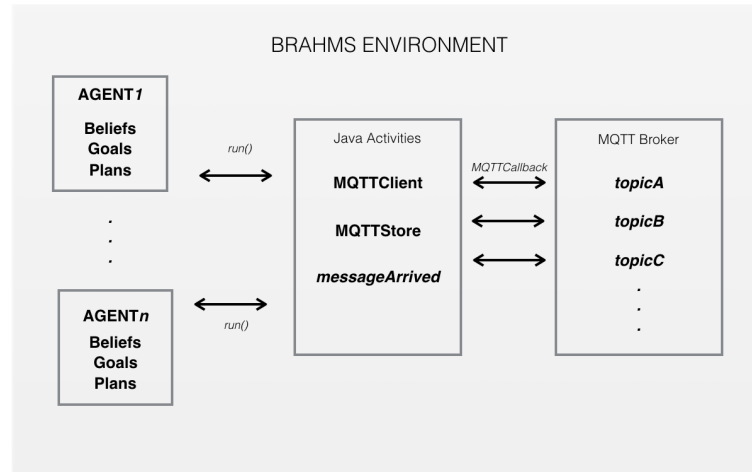 BRAHMS ENVIRONMENT
AGENT1
Beliefs
Goals
Plans
.
.
.
AGENTn
Beliefs
Goals
Plans
run()
run()
Java Activities
MQTTClient
MQTTStore
messageArrived
MQTTCallback
MQTT Broker
topicA
topicB
topicC
.
.
.